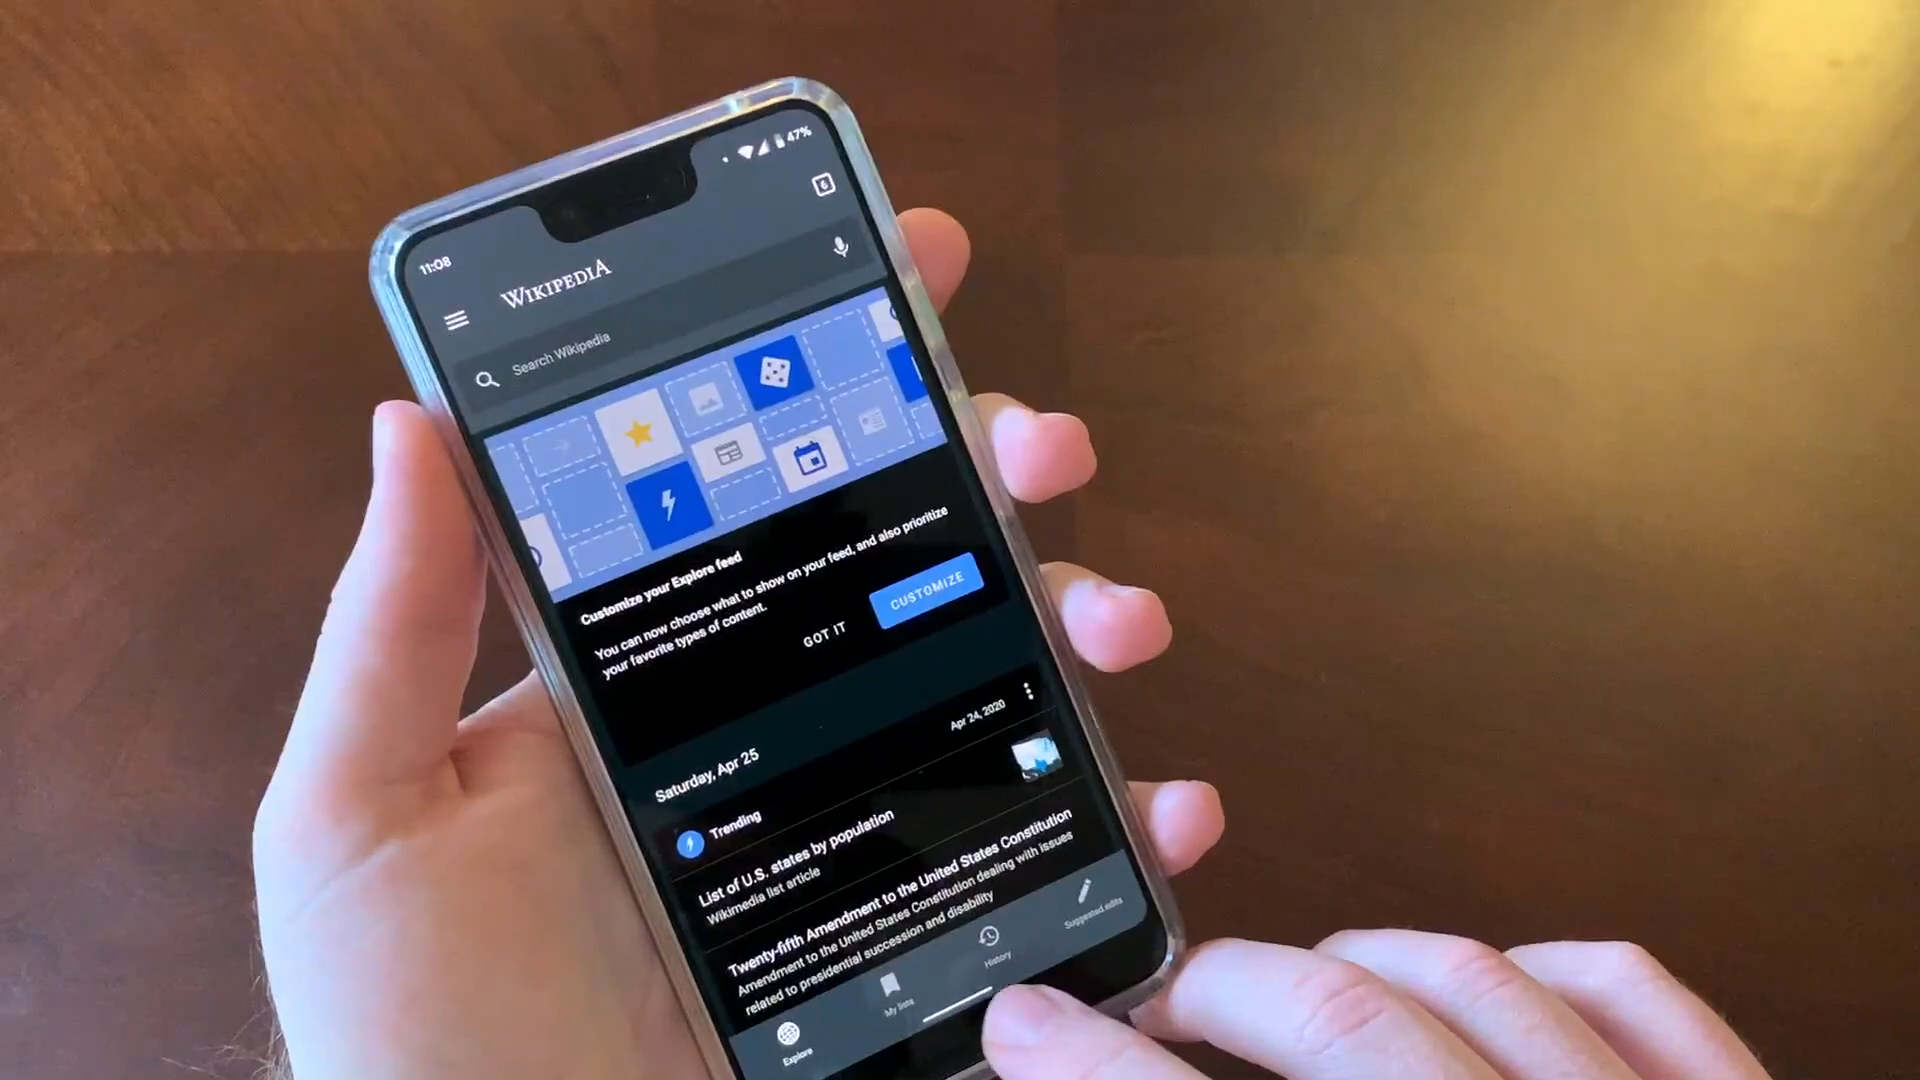 11:08
47%
6
WIKIPEDIA
Search Wikipedia
Customize your Explore feed
You can now choose what to show on your feed, and also prioritize
your favorite types of content.
GOT IT
CUSTOMIZE
Saturday, Apr 25
Apr 24, 2020
Trending
List of U.S. states by population
Wikimedia list article
Twenty-fifth Amendment to the United States Constitution
Amendment to the United States Constitution dealing with issues
related to presidential succession and disability
Explore
My lists
History
Suggested edits